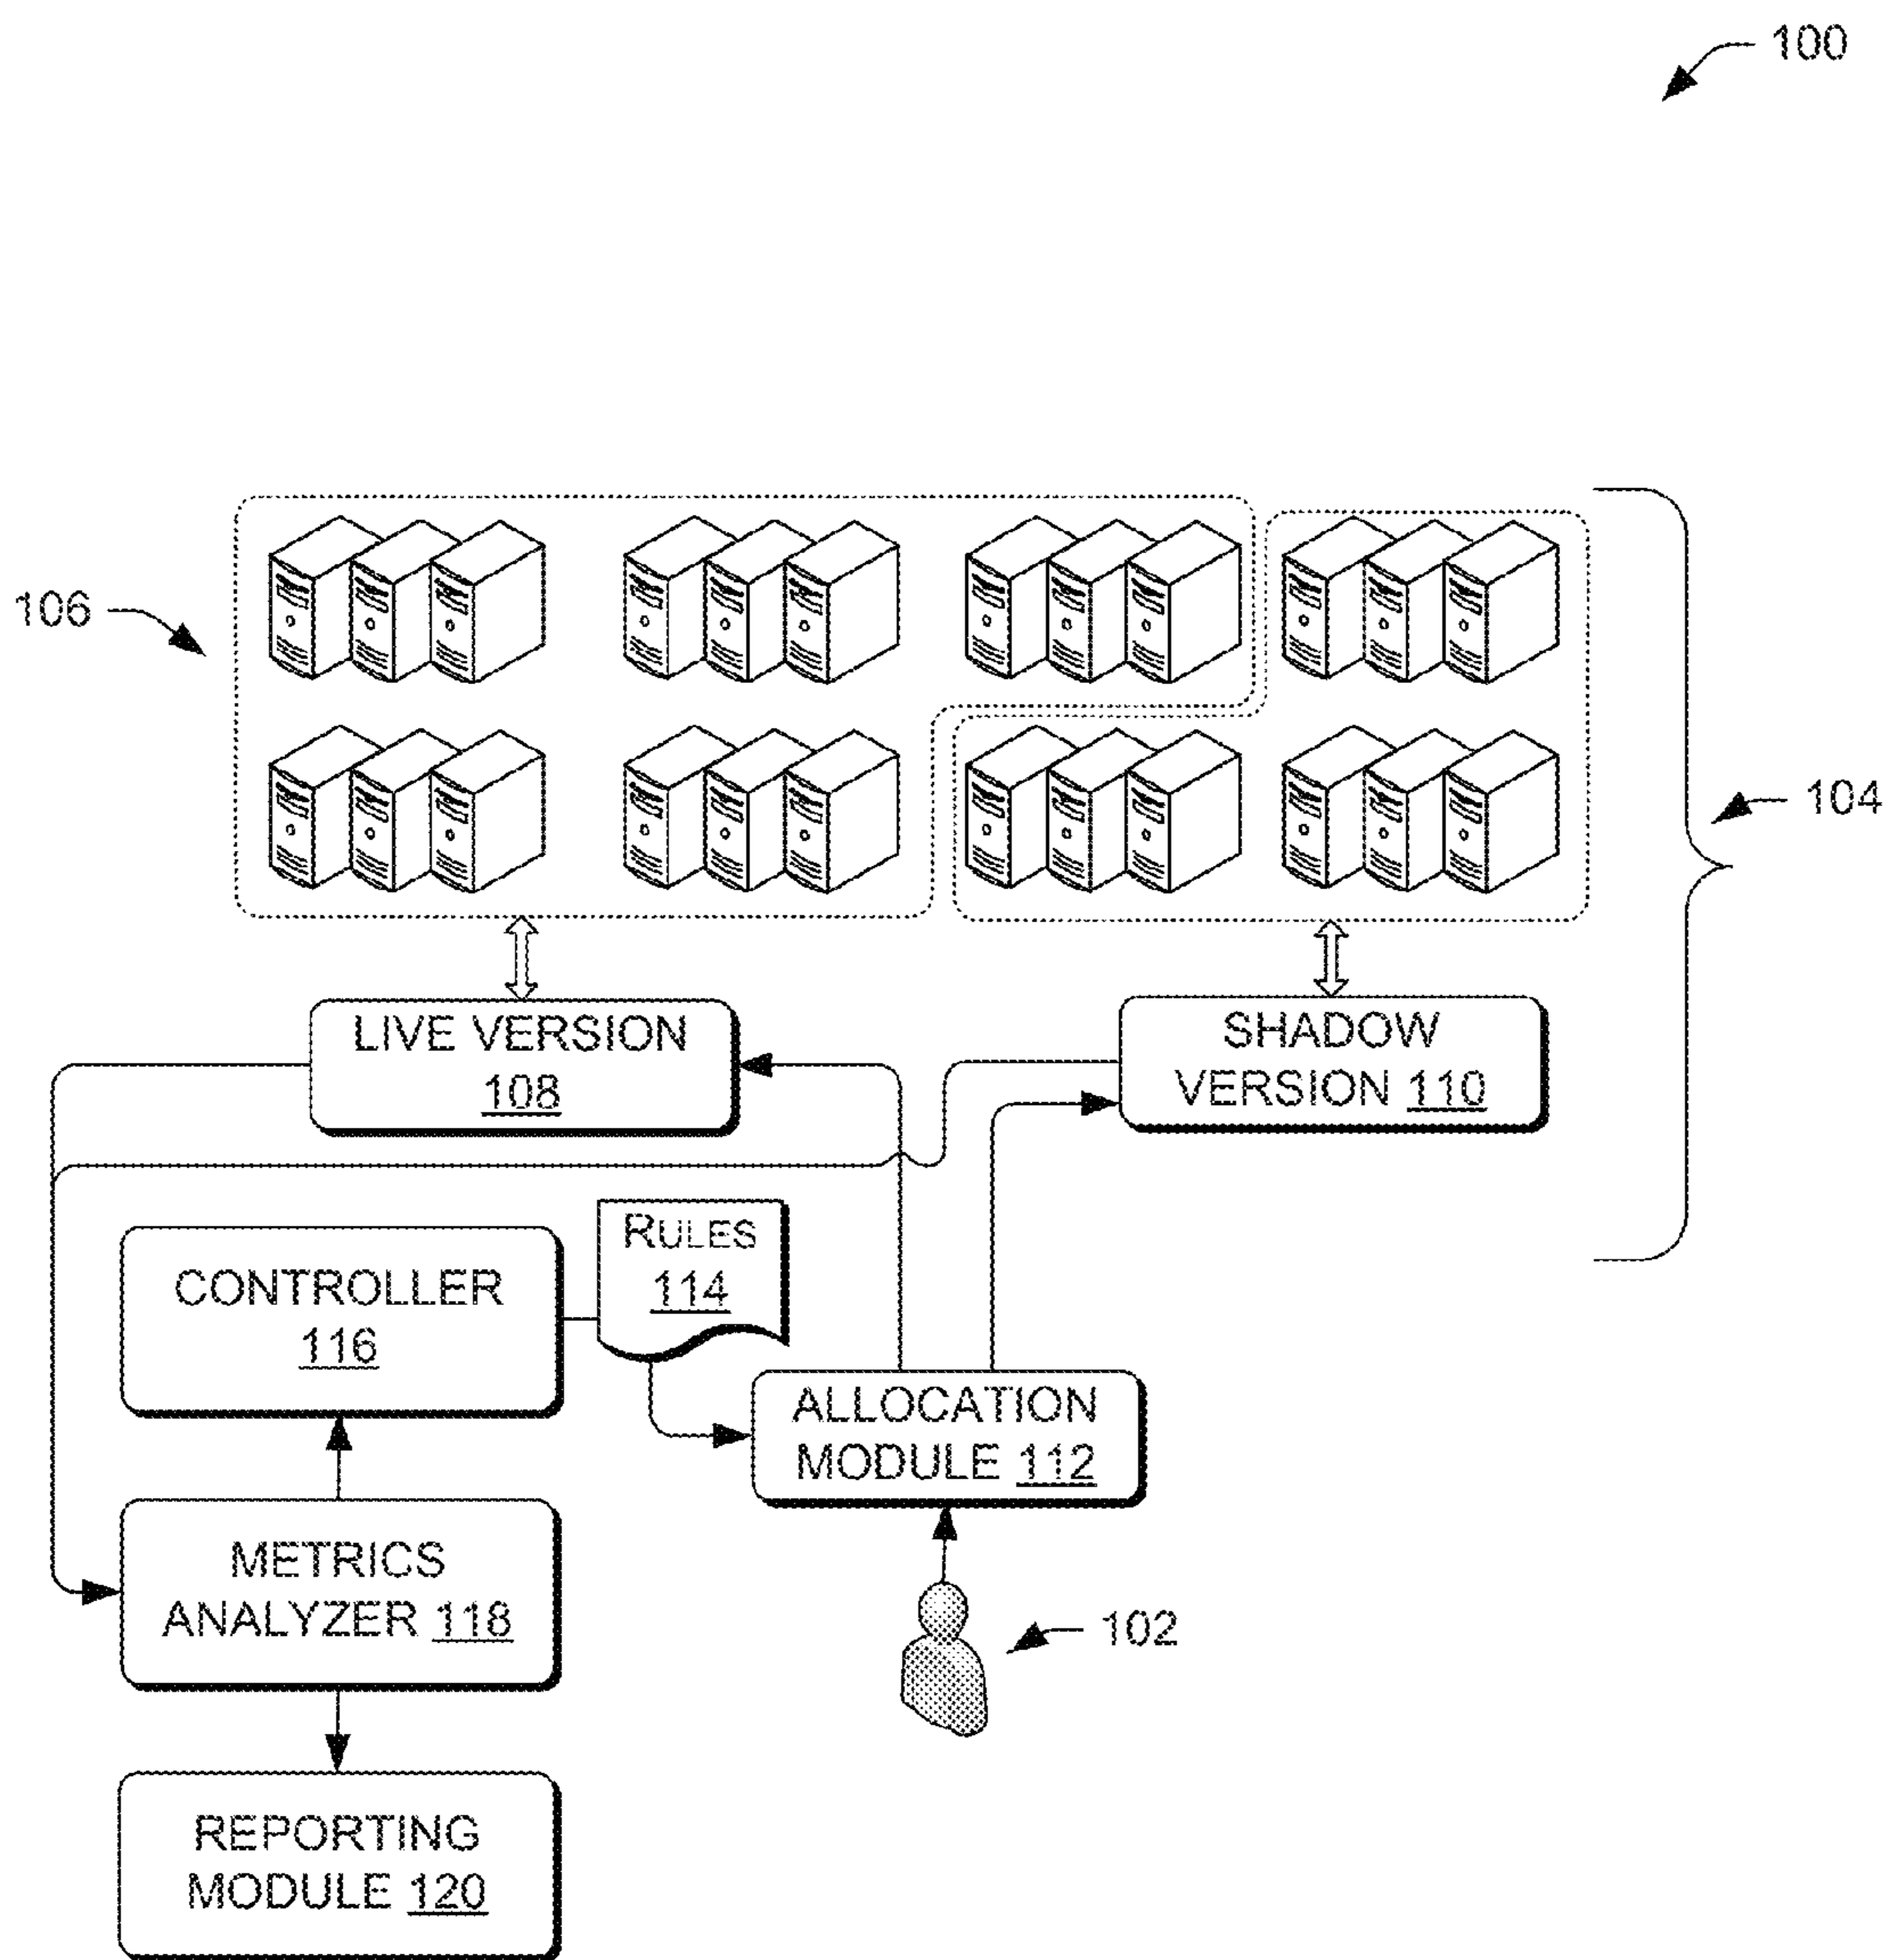 100
106
104
LIVE VERSION
108
SHADOW
VERSION 110
RULES
114
CONTROLLER
116
ALLOCATION
MODULE 112
METRICS
ANALYZER 118
102
REPORTING
MODULE 120